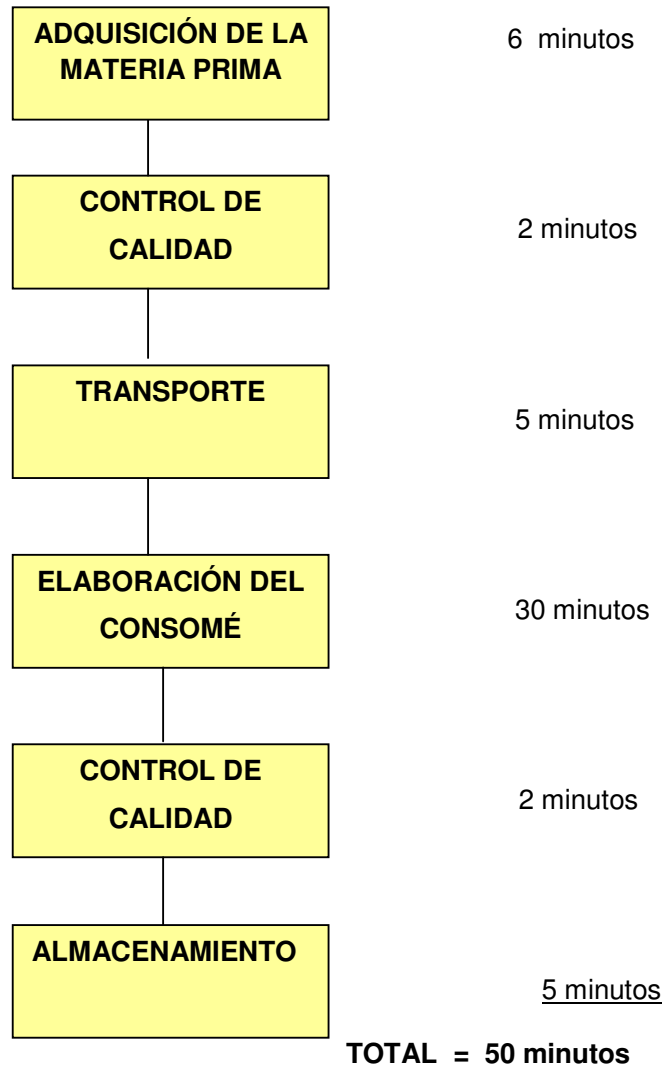 ADQUISICIÓN DE LA
MATERIA PRIMA
6 minutos
CONTROL DE
CALIDAD
2 minutos
TRANSPORTE
5 minutos
ELABORACIÓN DEL
CONSOMÉ
30 minutos
CONTROL DE
CALIDAD
2 minutos
ALMACENAMIENTO
5 minutos
TOTAL = 50 minutos